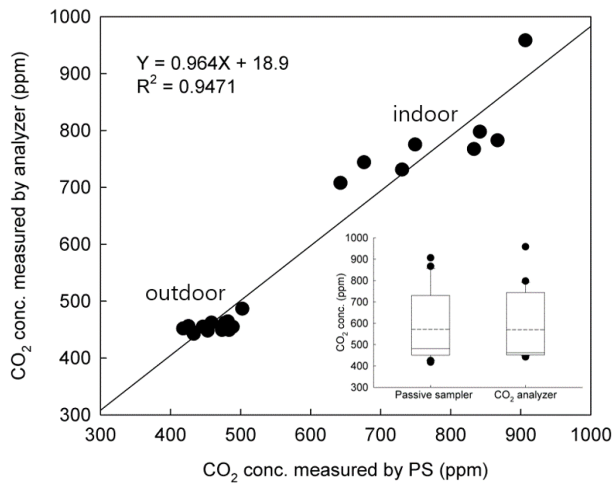 1000
900
800
700
600
500
400
300
CO2 conc. measured by analyzer (ppm)
Y = 0.964X + 18.9
R² = 0.9471
indoor
outdoor
1000
900
800
700
600
500
400
300
CO2 conc. (ppm)
Passive sampler
CO2 analyzer
300
400
500
600
700
800
900
1000
CO2 conc. measured by PS (ppm)